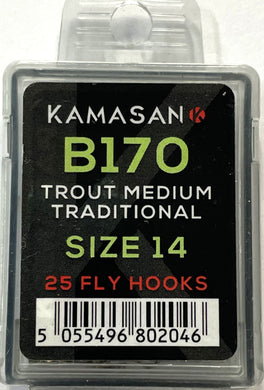 KAMASAN K
B170
TROUT MEDIUM
TRADITIONAL
SIZE 14
25 FLY HOOKS
5 055496 802046